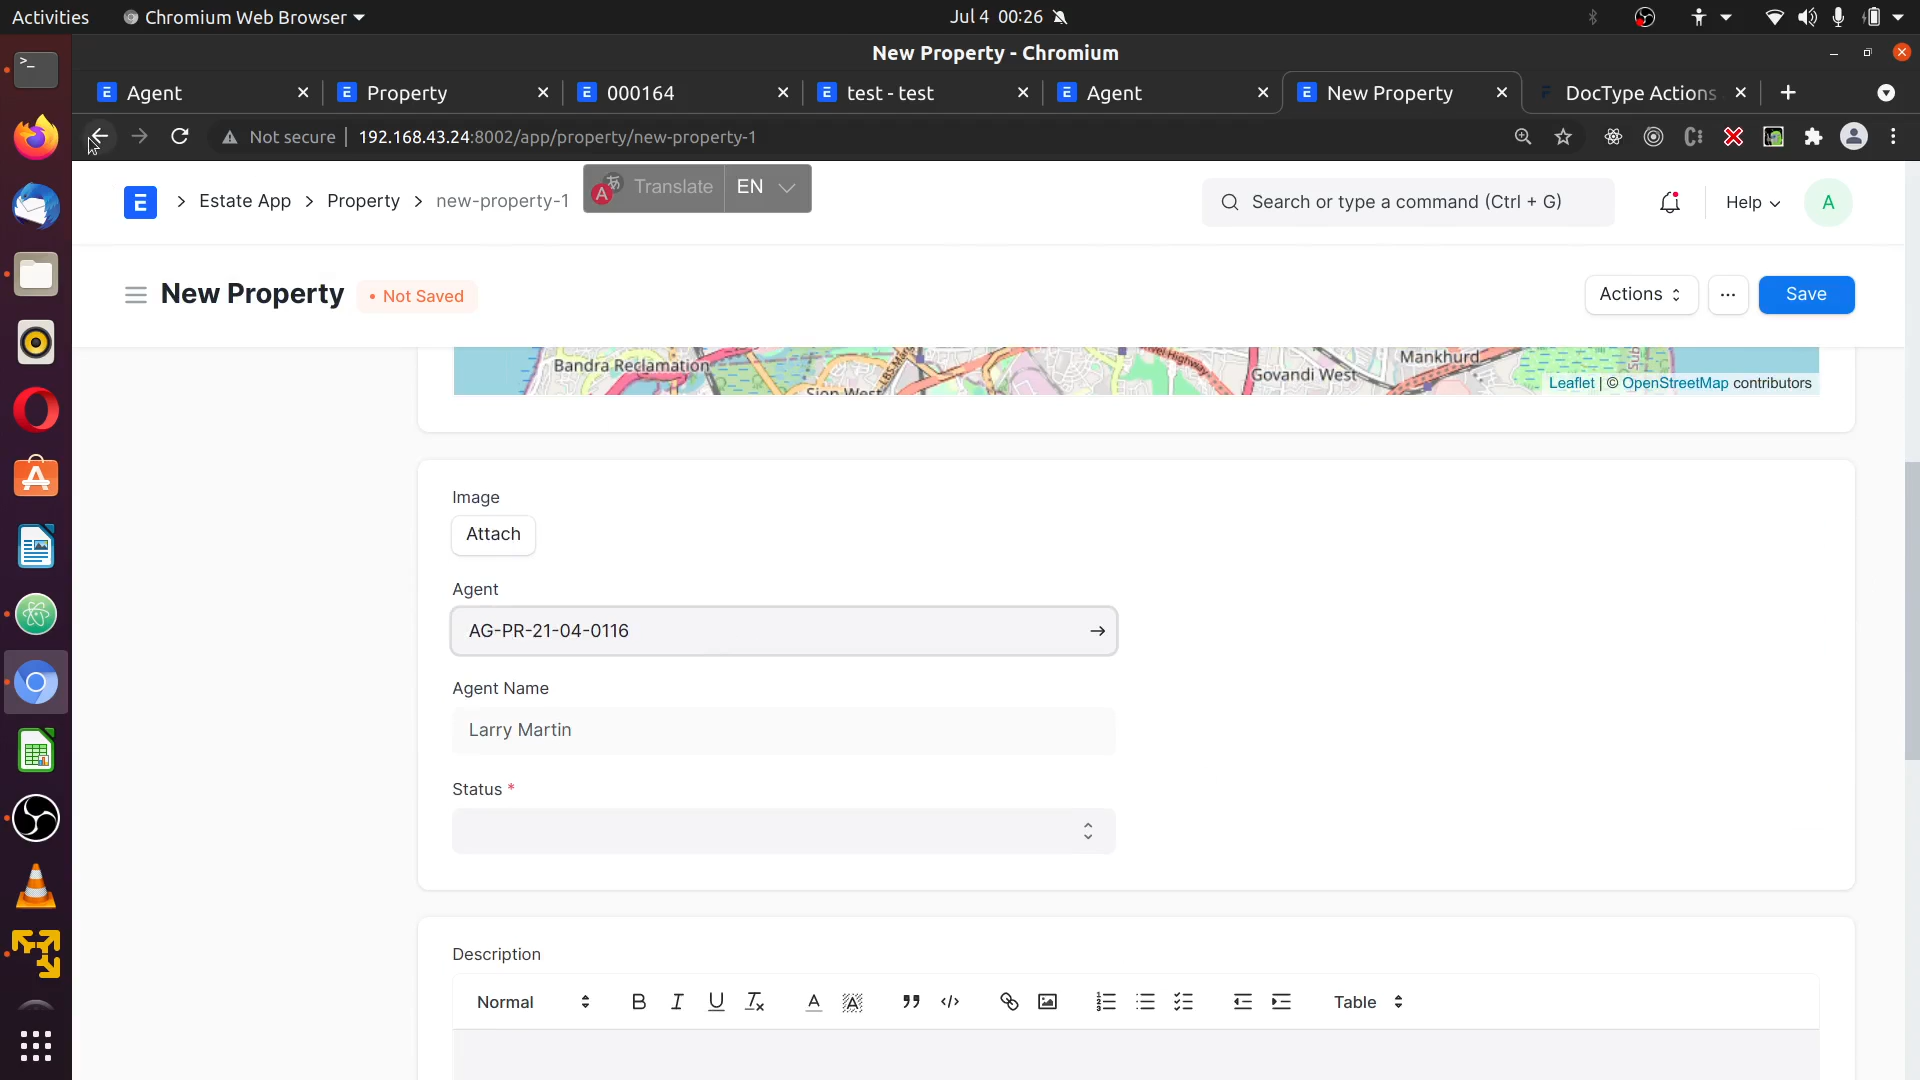 Activities Chromium Web Browser Jul 4 00:26
New Property - Chromium
Agent Property 000164 test - test Agent New Property DocType Actions
Not secure 192.168.43.24:8002/app/property/new-property-1
E > Estate App > Property > new-property-1 Translate EN Search or type a command (Ctrl + G) Help A
New Property • Not Saved Actions ... Save
Bandra Reclamation Sion West Govandi West Mankhurd
Leaflet | © OpenStreetMap contributors
Image
Attach
Agent
AG-PR-21-04-0116
Agent Name
Larry Martin
Status *
Description
Normal Table